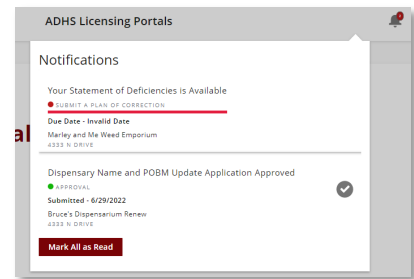 ADHS Licensing Portals
Notifications
Your Statement of Deficiencies is Available
SUBMIT A PLAN OF CORRECTION
Due Date - Invalid Date
Marley and Me Weed Emporium
4333 N DRIVE
al
Dispensary Name and POBM Update Application Approved
APPROVAL
Submitted - 6/29/2022
Bruce's Dispensarium Renew
4333 N DRIVE
Mark All as Read